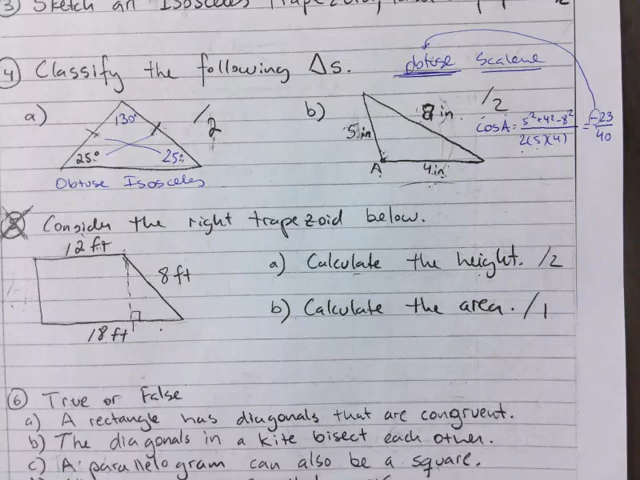 3) Sketch an Isosceles Trapezoid
4) Classify the following Δs. obtuse Scalene
a) 130° /2
25° 25°
Obtuse Isosceles
b) 8 in. /2
5 in
A 4 in
cosA = 5²+4²-8² / 2(5)(4) = -23/40
5) Consider the right trapezoid below.
12 ft
8 ft
18 ft
a) Calculate the height. /2
b) Calculate the area. /1
6) True or False
a) A rectangle has diagonals that are congruent.
b) The diagonals in a kite bisect each other.
c) A parallelogram can also be a square.